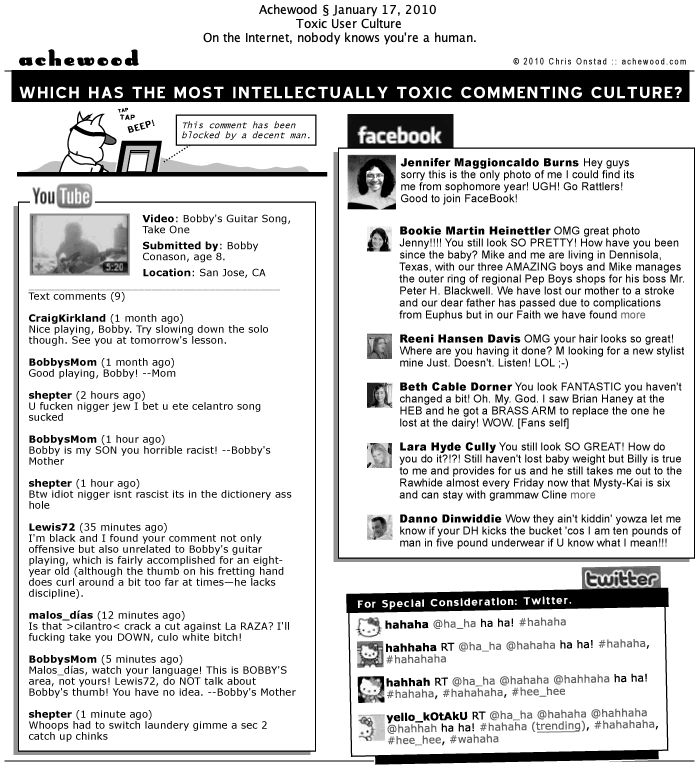 Achewood § January 17, 2010
Toxic User Culture
On the Internet, nobody knows you're a human.
achewood
© 2010 Chris Onstad :: achewood.com
WHICH HAS THE MOST INTELLECTUALLY TOXIC COMMENTING CULTURE?
TAP
TAP
BEEP!
This comment has been
blocked by a decent man.
YouTube
5:20
Video: Bobby's Guitar Song,
Take One
Submitted by: Bobby
Conason, age 8.
Location: San Jose, CA
Text comments (9)
CraigKirkland (1 month ago)
Nice playing, Bobby. Try slowing down the solo
though. See you at tomorrow's lesson.
BobbysMom (1 month ago)
Good playing, Bobby! --Mom
shepter (2 hours ago)
U fucken nigger jew I bet u ete celantro song
sucked
BobbysMom (1 hour ago)
Bobby is my SON you horrible racist! --Bobby's
Mother
shepter (1 hour ago)
Btw idiot nigger isnt rascist its in the dictionery ass
hole
Lewis72 (35 minutes ago)
I'm black and I found your comment not only
offensive but also unrelated to Bobby's guitar
playing, which is fairly accomplished for an eight-
year old (although the thumb on his fretting hand
does curl around a bit too far at times—he lacks
discipline).
malos_días (12 minutes ago)
Is that >cilantro< crack a cut against La RAZA? I'll
fucking take you DOWN, culo white bitch!
BobbysMom (5 minutes ago)
Malos_días, watch your language! This is BOBBY'S
area, not yours! Lewis72, do NOT talk about
Bobby's thumb! You have no idea. --Bobby's Mother
shepter (1 minute ago)
Whoops had to switch laundery gimme a sec 2
catch up chinks
facebook
Jennifer Maggioncaldo Burns Hey guys
sorry this is the only photo of me I could find its
me from sophomore year! UGH! Go Rattlers!
Good to join FaceBook!
Bookie Martin Heinettler OMG great photo
Jenny!!!! You still look SO PRETTY! How have you been
since the baby? Mike and me are living in Dennisola,
Texas, with our three AMAZING boys and Mike manages
the outer ring of regional Pep Boys shops for his boss Mr.
Peter H. Blackwell. We have lost our mother to a stroke
and our dear father has passed due to complications
from Euphus but in our Faith we have found more
Reeni Hansen Davis OMG your hair looks so great!
Where are you having it done? M looking for a new stylist
mine Just. Doesn't. Listen! LOL ;-)
Beth Cable Dorner You look FANTASTIC you haven't
changed a bit! Oh. My. God. I saw Brian Haney at the
HEB and he got a BRASS ARM to replace the one he
lost at the dairy! WOW. [Fans self]
Lara Hyde Cully You still look SO GREAT! How do
you do it?!?! Still haven't lost baby weight but Billy is true
to me and provides for us and he still takes me out to the
Rawhide almost every Friday now that Mysty-Kai is six
and can stay with grammaw Cline more
Danno Dinwiddie Wow they ain't kiddin' yowza let me
know if your DH kicks the bucket 'cos I am ten pounds of
man in five pound underwear if U know what I mean!!!
twitter
For Special Consideration: Twitter.
hahaha @ha_ha ha ha! #hahaha
hahhaha RT @ha_ha @hahaha ha ha! #hahaha,
#hahahaha
hahhah RT @ha_ha @hahaha @hahhaha ha ha!
#hahaha, #hahahaha, #hee_hee
yello_kOtAkU RT @ha_ha @hahaha @hahhaha
@hahhah ha ha! #hahaha (trending), #hahahaha,
#hee_hee, #wahaha